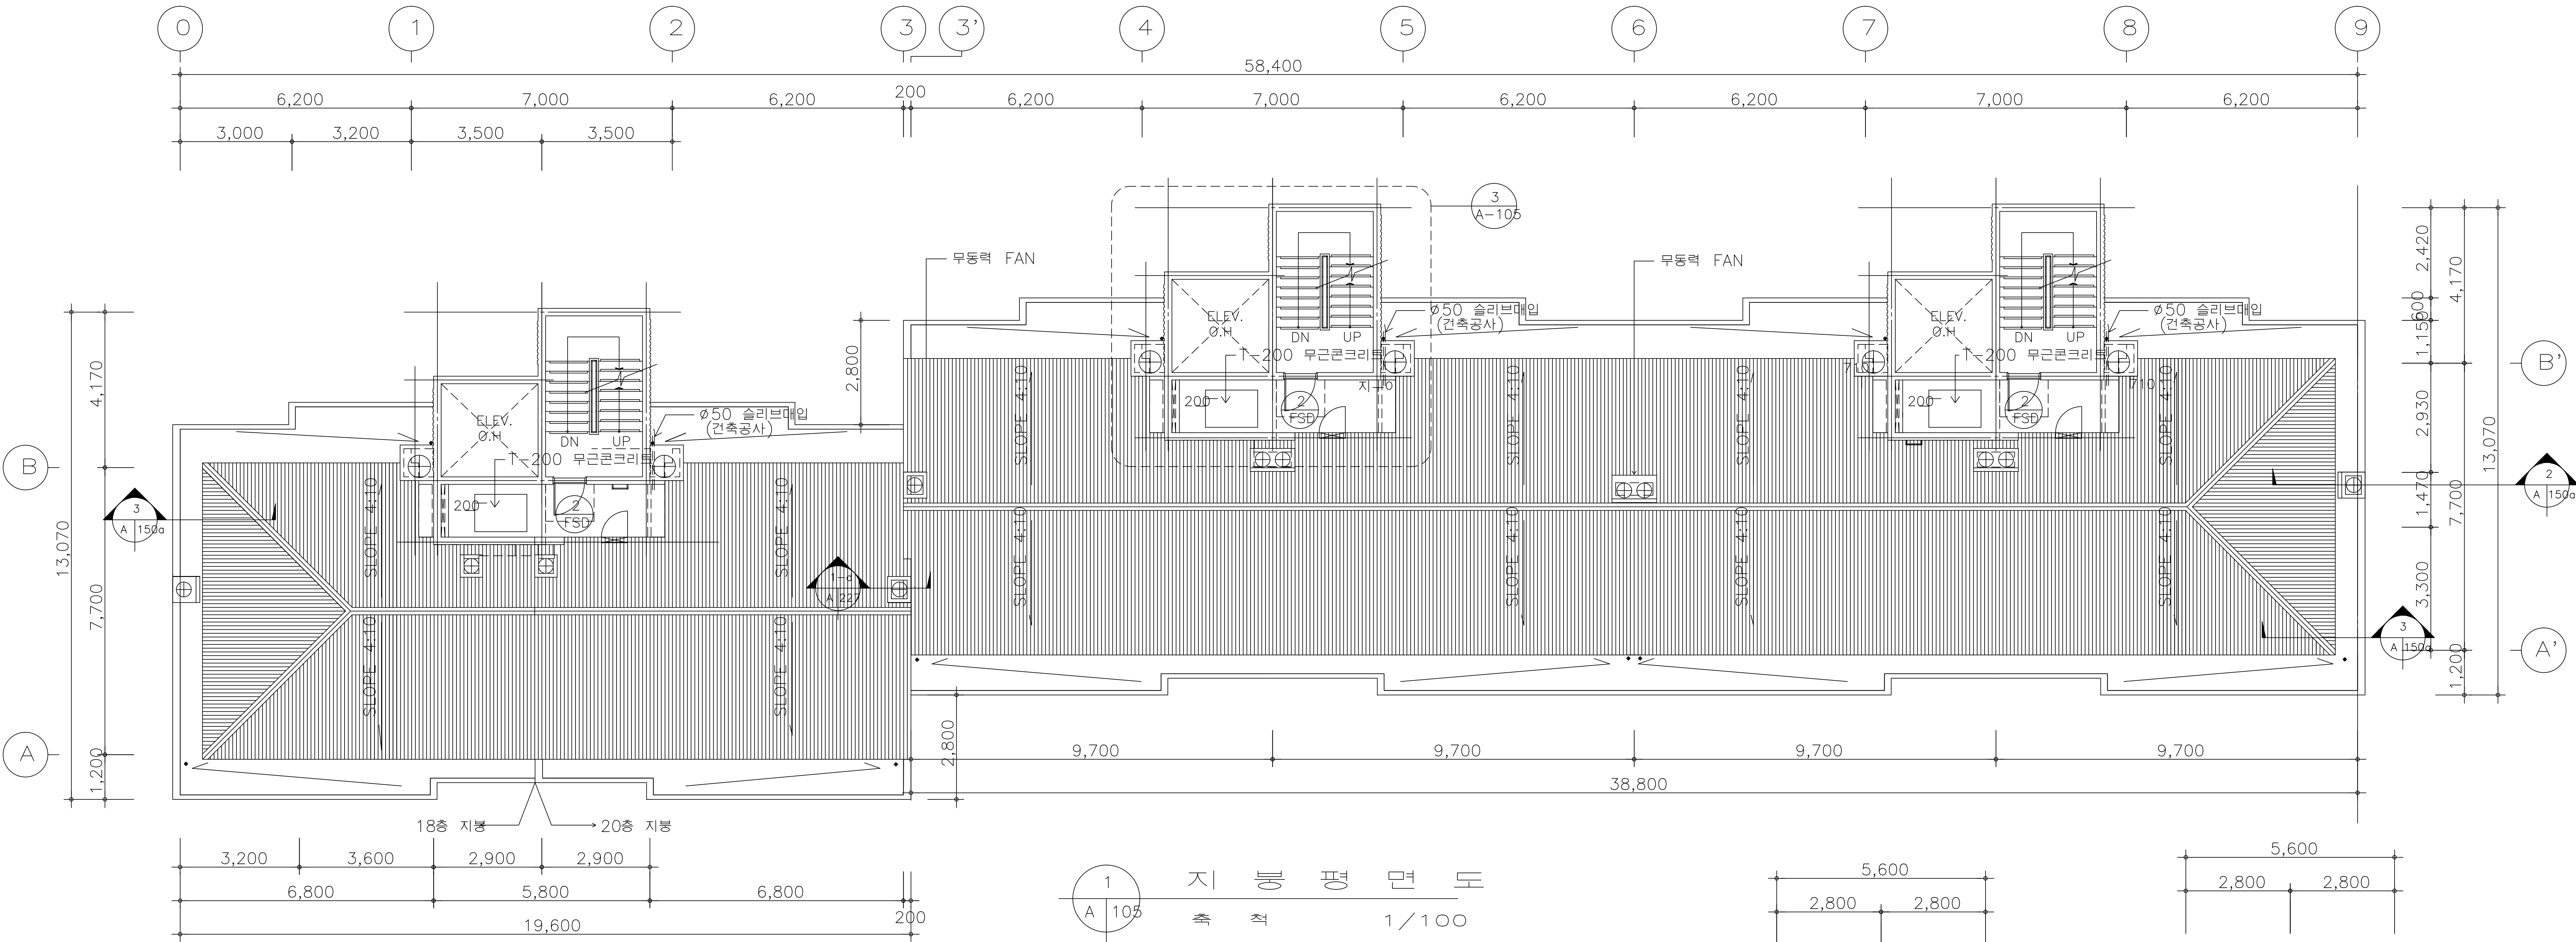 0 1 2 3 3' 4 5 6 7 8 9
58,400
6,200 7,000 6,200 200 6,200 7,000 6,200 6,200 7,000 6,200
3,000 3,200 3,500 3,500
3
A-105
무동력 FAN
무동력 FAN
ELEV.
O.H
DN UP
ø50 슬리브매입
(건축공사)
T-200 무근콘크리트
200
2
FSD
지-6
ELEV.
O.H
DN UP
ø50 슬리브매입
(건축공사)
T-200 무근콘크리트
710
710
200
2
FSD
ELEV.
O.H
DN UP
ø50 슬리브매입
(건축공사)
T-200 무근콘크리트
200
2
FSD
2,800
SLOPE 4:10
SLOPE 4:10
SLOPE 4:10
SLOPE 4:10
SLOPE 4:10
SLOPE 4:10
SLOPE 4:10
SLOPE 4:10
SLOPE 4:10
SLOPE 4:10
SLOPE 4:10
SLOPE 4:10
4,170
7,700
1,200
13,070
B
A
3
A 150a
1-d
A 227
2,420
600
1,150
2,930
1,470
3,300
4,170
7,700
1,200
13,070
B'
A'
2
A 150a
3
A 150a
2,800
9,700 9,700 9,700 9,700
38,800
18층 지붕 20층 지붕
3,200 3,600 2,900 2,900
6,800 5,800 6,800 200
19,600
1
A 105
지 붕 평 면 도
축 척 1/100
5,600
2,800 2,800
5,600
2,800 2,800